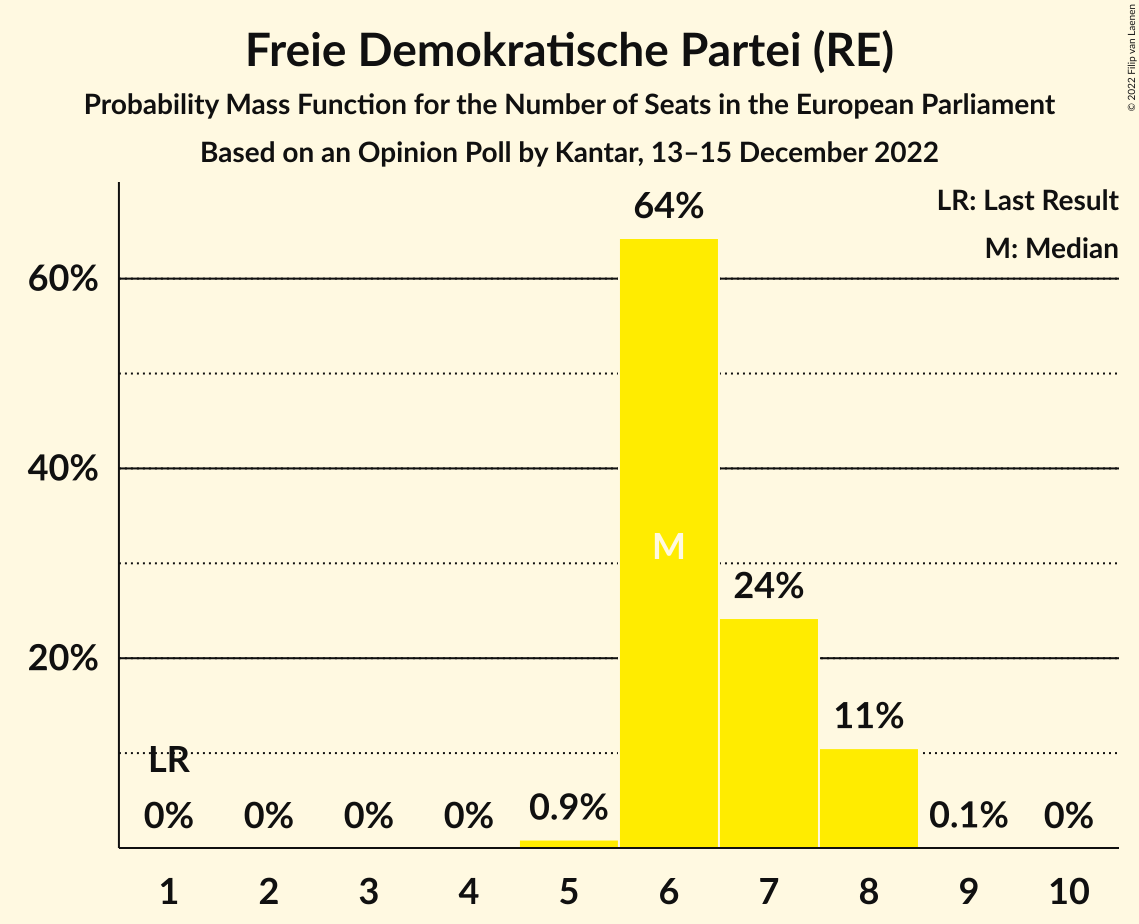 Freie Demokratische Partei (RE)
Probability Mass Function for the Number of Seats in the European Parliament
Based on an Opinion Poll by Kantar, 13–15 December 2022
© 2022 Filip van Laenen
LR: Last Result
M: Median
64%
60%
40%
M
24%
20%
11%
LR
0% 0% 0% 0% 0.9% 0.1% 0%
1 2 3 4 5 6 7 8 9 10